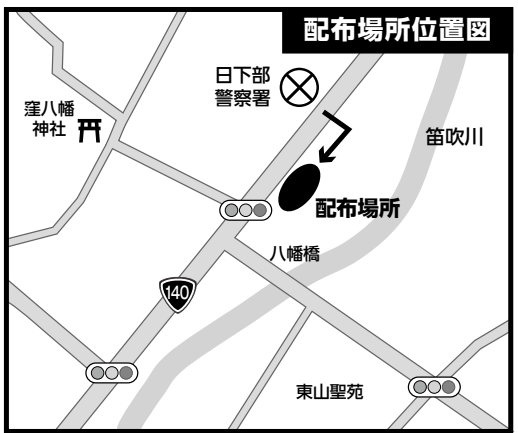 配布場所位置図
日下部
警察署
窪八幡
神社
笛吹川
配布場所
八幡橋
140
東山聖苑